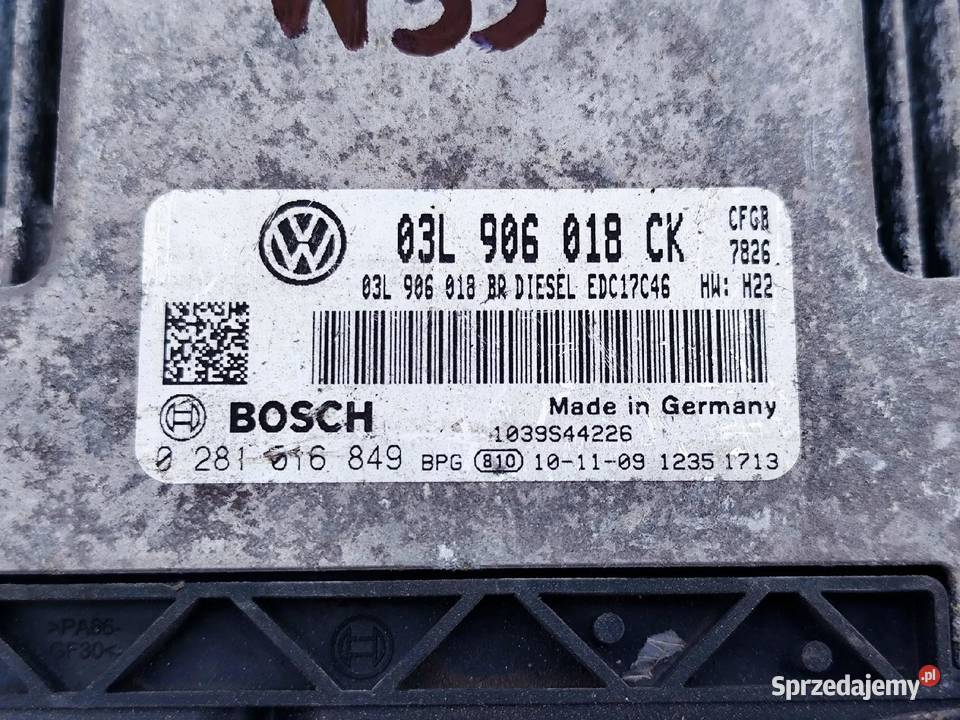 03L 906 018 CK
CFGB
7826
03L 906 018 BR DIESEL EDC17C46 HW: H22
BOSCH
Made in Germany
1039S44226
0 281 016 849 BPG 810 10-11-09 1235 1713
>PA66-
GF30<
Sprzedajemy.pl